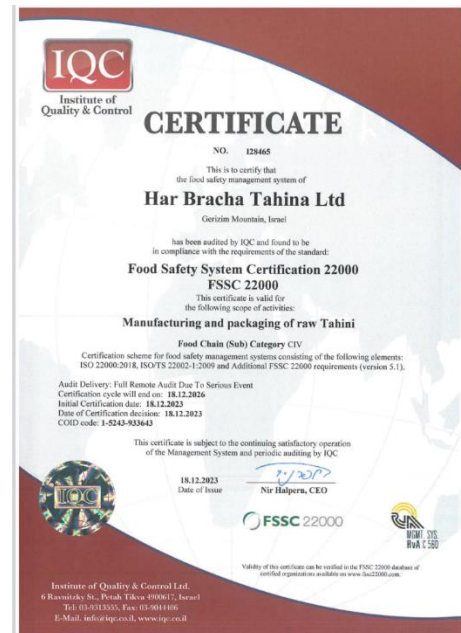 IQC
Institute of
Quality & Control
CERTIFICATE
NO. 128465
This is to certify that
the food safety management system of
Har Bracha Tahina Ltd
Gerizim Mountain, Israel
has been audited by IQC and found to be
in compliance with the requirements of the standard:
Food Safety System Certification 22000
FSSC 22000
This certificate is valid for
the following scope of activities:
Manufacturing and packaging of raw Tahini
Food Chain (Sub) Category CIV
Certification scheme for food safety management systems consisting of the following elements:
ISO 22000:2018, ISO/TS 22002-1:2009 and Additional FSSC 22000 requirements (version 5.1).
Audit Delivery: Full Remote Audit Due To Serious Event
Certification cycle will end on: 18.12.2026
Initial Certification date: 18.12.2023
Date of Certification decision: 18.12.2023
COID code: 1-5243-933643
This certificate is subject to the continuing satisfactory operation
of the Management System and periodic auditing by IQC
18.12.2023
Date of Issue
Nir Halpern, CEO
IQC
FSSC 22000
MGMT. SYS.
RvA C 560
Validity of this certificate can be verified in the FSSC 22000 database of
certified organizations available on www.fssc22000.com.
Institute of Quality & Control Ltd.
6 Ravnitzky St., Petah Tikva 4900617, Israel
Tel: 03-9313555, Fax: 03-9014406
E-Mail. info@iqc.co.il, www.iqc.co.il